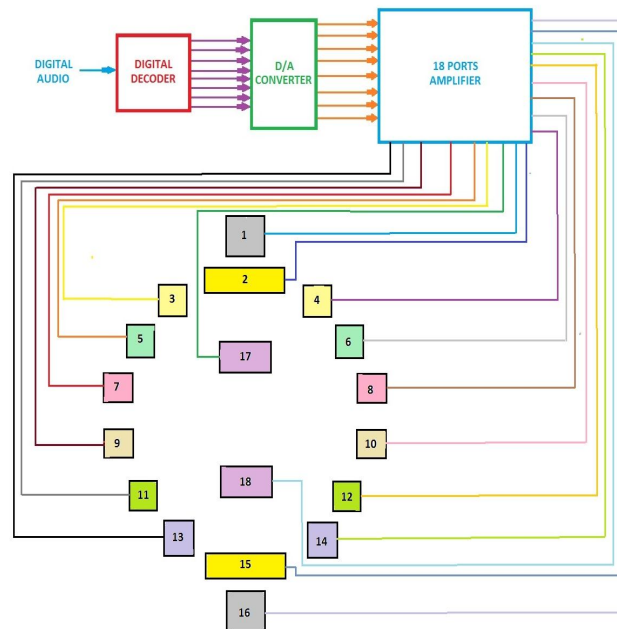 DIGITAL
AUDIO
DIGITAL
DECODER
D/A
CONVERTER
18 PORTS
AMPLIFIER
1
2
3
4
5
6
17
7
8
9
10
18
11
12
13
14
15
16